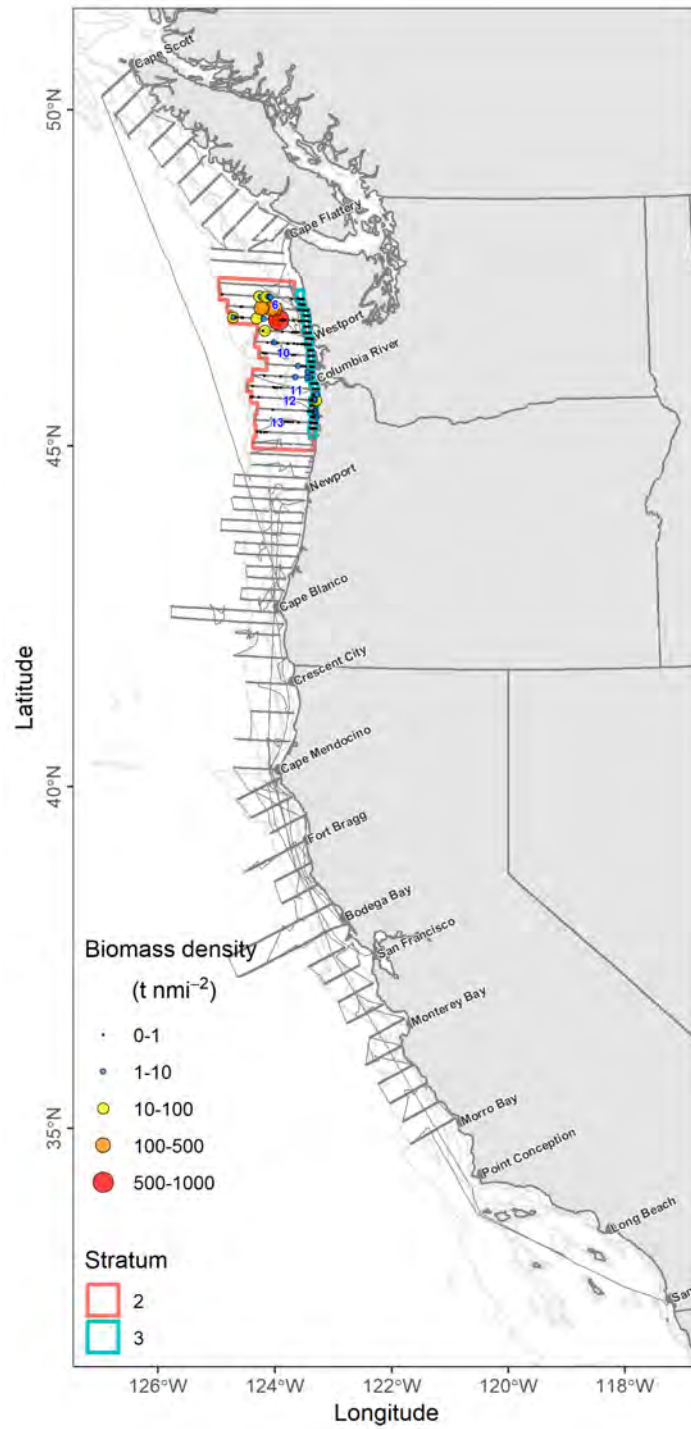 Cape Scott
50°N
Cape Flattery
6
Westport
10
Columbia River
11
12
13
45°N
Newport
Cape Blanco
Crescent City
Latitude
Cape Mendocino
40°N
Fort Bragg
Bodega Bay
San Francisco
Biomass density
(t nmi−2)
Monterey Bay
0-1
1-10
10-100
35°N
Morro Bay
100-500
Point Conception
500-1000
Long Beach
Stratum
San
2
3
126°W
124°W
122°W
120°W
118°W
Longitude